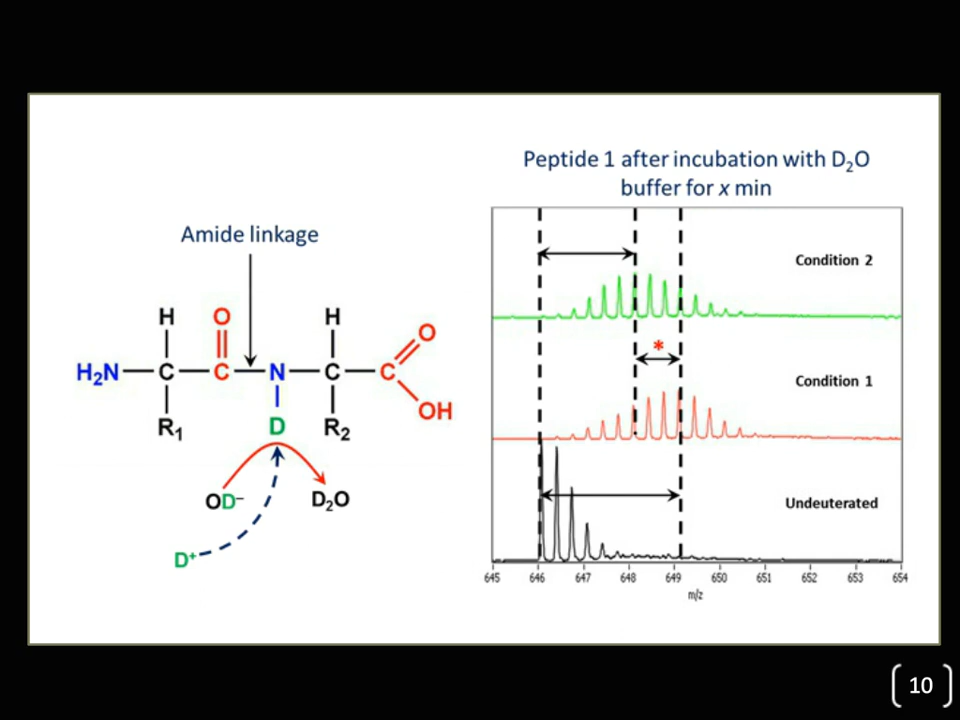 Peptide 1 after incubation with D₂O
buffer for x min
Amide linkage
H O H O
H₂N C C N C C
R₁ D R₂ OH
OD⁻ D₂O
D⁺
Condition 2
*
Condition 1
Undeuterated
645 646 647 648 649 650 651 652 653 654
m/z
10